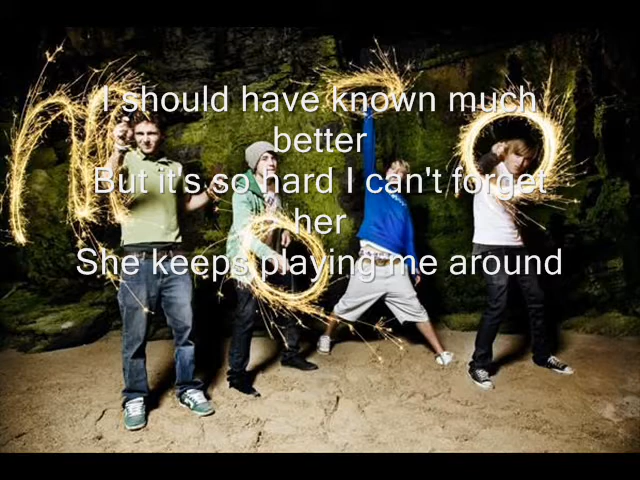 I should have known much
better
But it's so hard I can't forget
her
She keeps playing me around